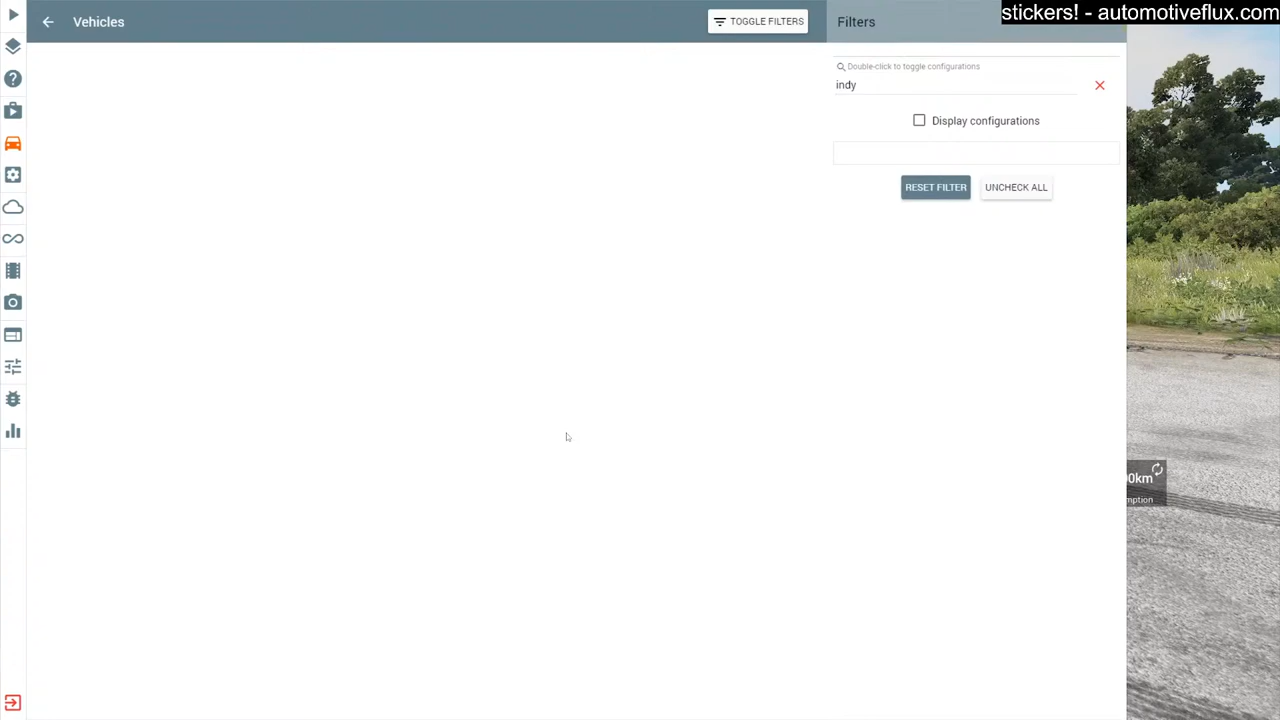 stickers! - automotiveflux.com
Vehicles
TOGGLE FILTERS
Filters
Double-click to toggle configurations
indy
Display configurations
RESET FILTER
UNCHECK ALL
0km
mption